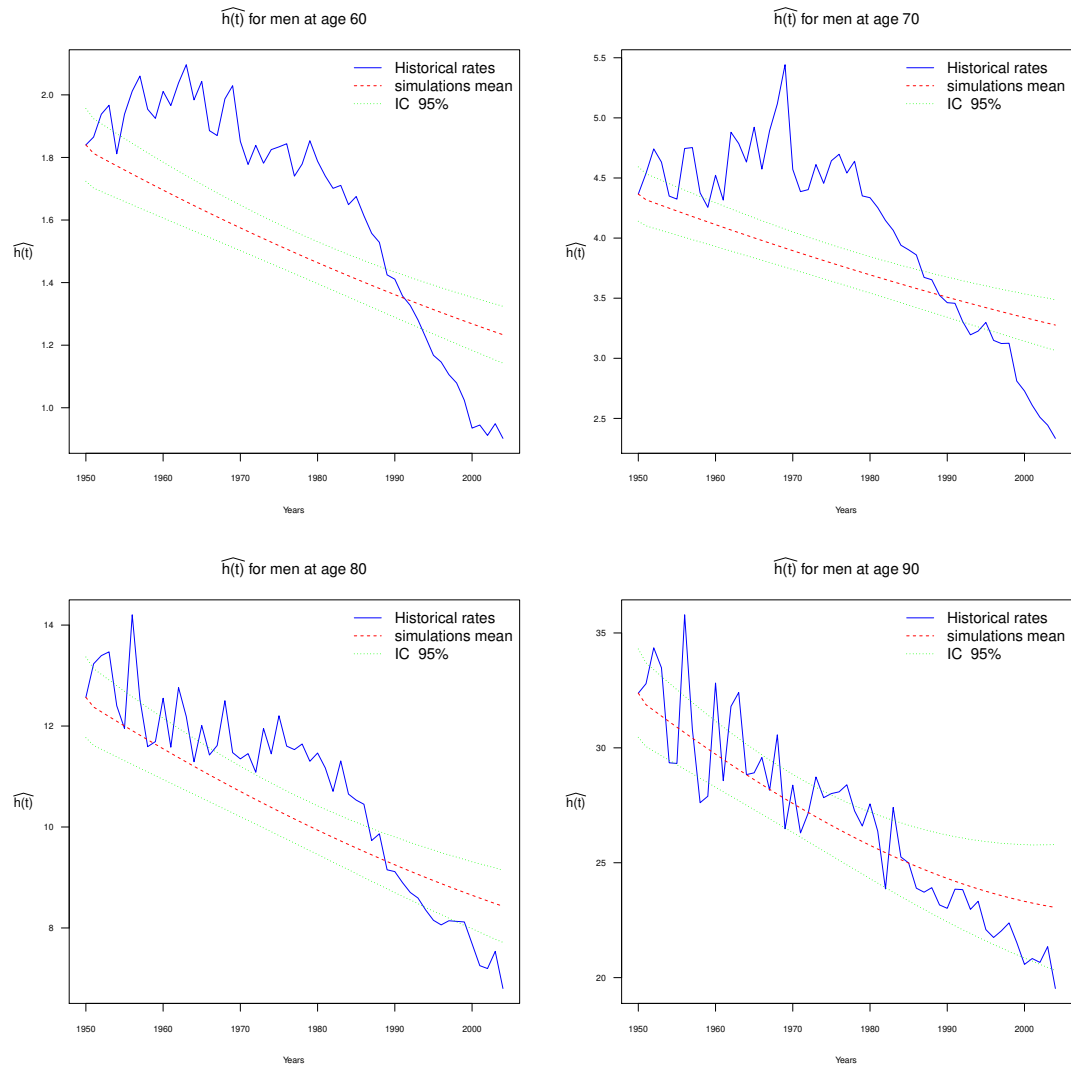 h(t) for men at age 60
Historical rates
simulations mean
IC 95%
2.0
1.8
1.6
1.4
1.2
1.0
h(t)
1950
1960
1970
1980
1990
2000
Years
h(t) for men at age 70
Historical rates
simulations mean
IC 95%
5.5
5.0
4.5
4.0
3.5
3.0
2.5
h(t)
1950
1960
1970
1980
1990
2000
Years
h(t) for men at age 80
Historical rates
simulations mean
IC 95%
14
12
10
8
h(t)
1950
1960
1970
1980
1990
2000
Years
h(t) for men at age 90
Historical rates
simulations mean
IC 95%
35
30
25
20
h(t)
1950
1960
1970
1980
1990
2000
Years